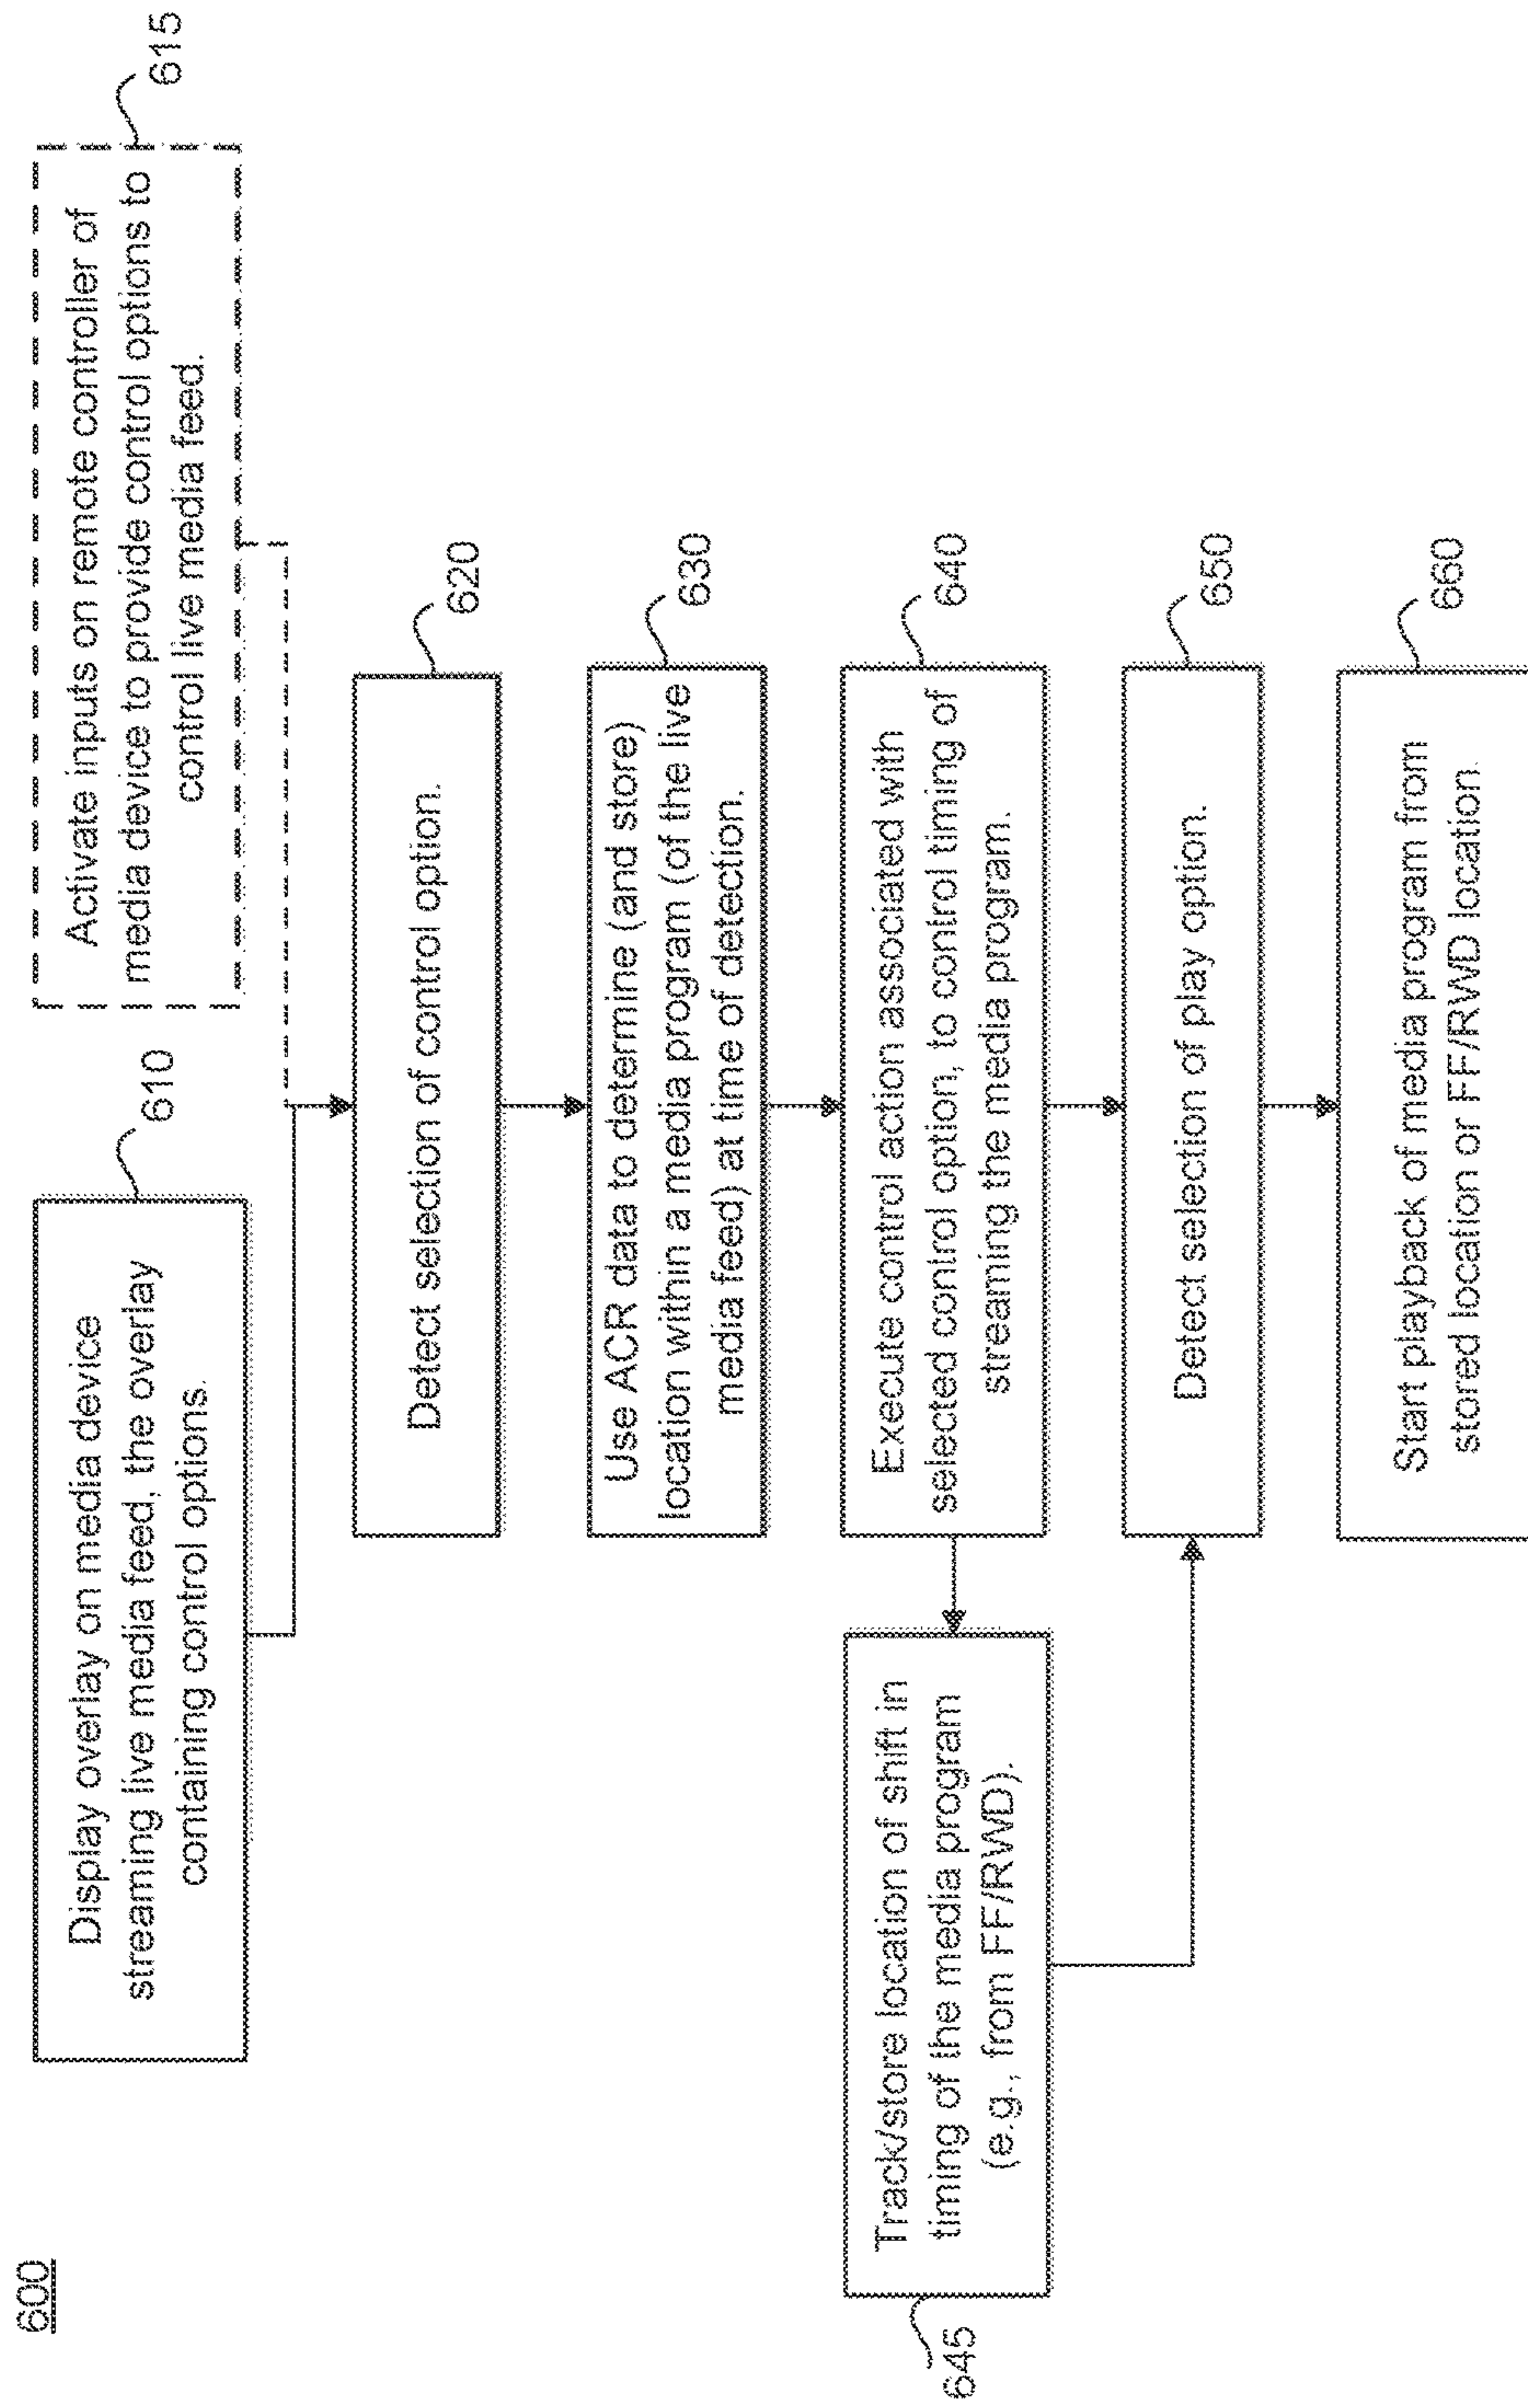 600
Display overlay on media device
streaming live media feed, the overlay
containing control options.
610
Activate inputs on remote controller of
media device to provide control options to
control live media feed.
615
Detect selection of control option.
620
Use ACR data to determine (and store)
location within a media program (of the live
media feed) at time of detection.
630
Execute control action associated with
selected control option, to control timing of
streaming the media program.
640
Track/store location of shift in
timing of the media program
(e.g., from FF/RWD).
645
Detect selection of play option.
650
Start playback of media program from
stored location or FF/RWD location.
660